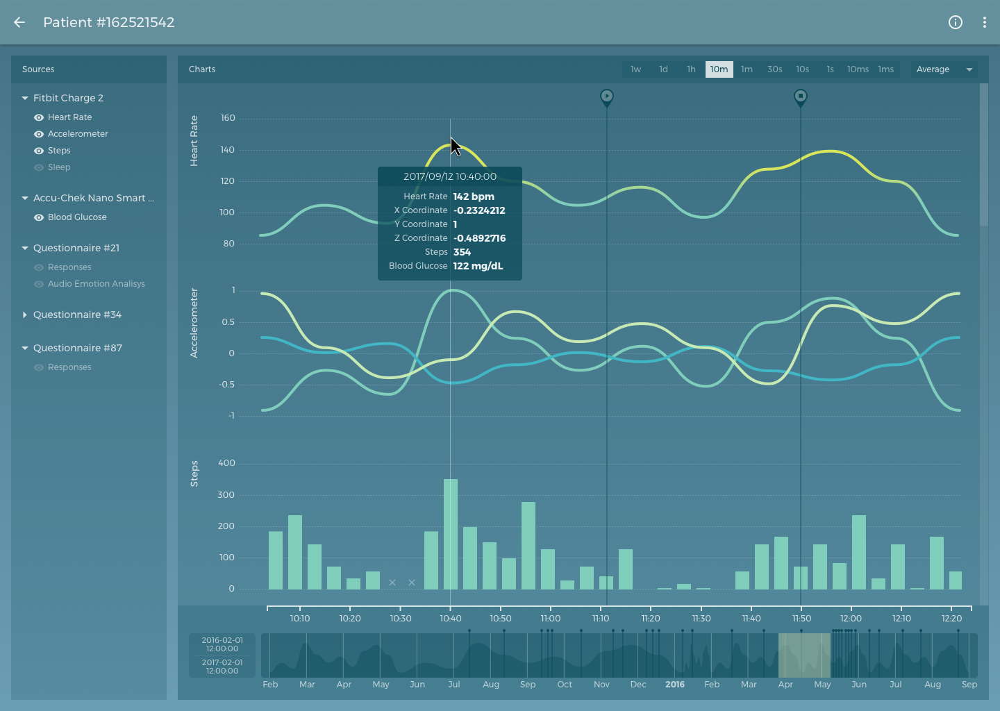 Patient #162521542
Sources
Fitbit Charge 2
Heart Rate
Accelerometer
Steps
Sleep
Accu-Chek Nano Smart ...
Blood Glucose
Questionnaire #21
Responses
Audio Emotion Analisys
Questionnaire #34
Questionnaire #87
Responses
Charts
1w 1d 1h 10m 1m 30s 10s 1s 10ms 1ms
Average
Heart Rate
160
140
120
100
80
2017/09/12 10:40:00
Heart Rate 142 bpm
X Coordinate -0.2324212
Y Coordinate 1
Z Coordinate -0.4892716
Steps 354
Blood Glucose 122 mg/dL
Accelerometer
1
0.5
0
-0.5
-1
Steps
400
300
200
100
0
10:10 10:20 10:30 10:40 10:50 11:00 11:10 11:20 11:30 11:40 11:50 12:00 12:10 12:20
2016-02-01
12:00:00
2017-02-01
12:00:00
Feb Mar Apr May Jun Jul Aug Sep Oct Nov Dec 2016 Feb Mar Apr May Jun Jul Aug Sep